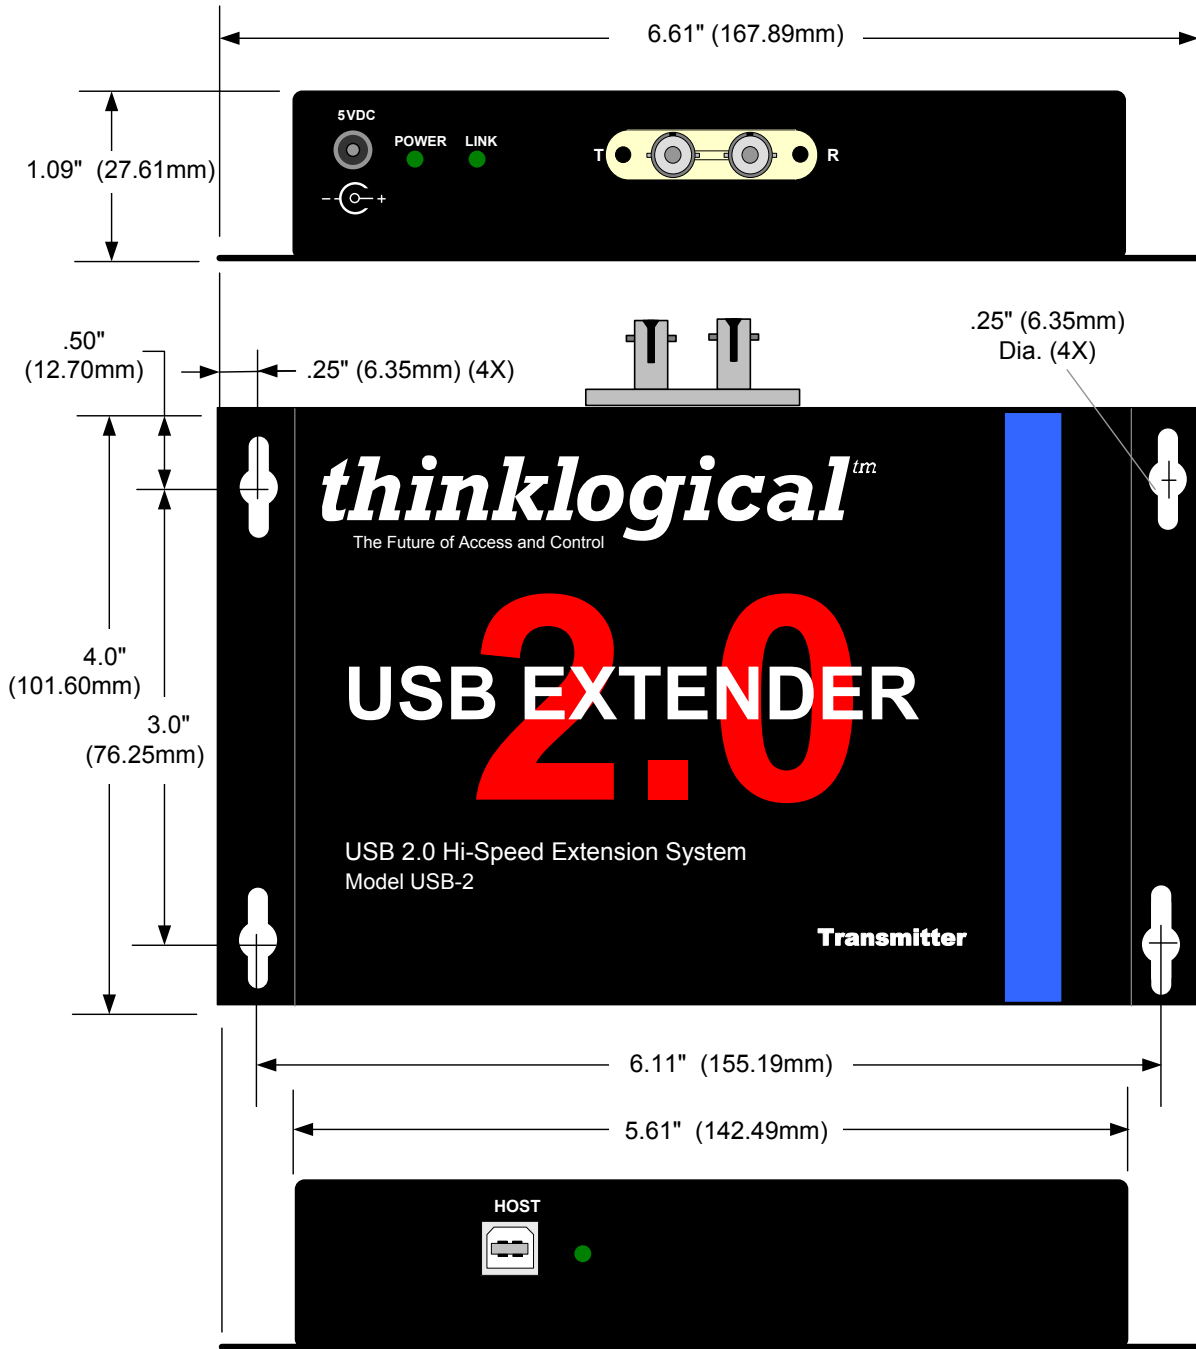 6.61" (167.89mm)
5VDC
POWER LINK
T R
- +
1.09" (27.61mm)
.50"
(12.70mm)
.25" (6.35mm) (4X)
.25" (6.35mm)
Dia. (4X)
thinklogical tm
The Future of Access and Control
2.0
USB EXTENDER
4.0"
(101.60mm)
3.0"
(76.25mm)
USB 2.0 Hi-Speed Extension System
Model USB-2
Transmitter
6.11" (155.19mm)
5.61" (142.49mm)
HOST